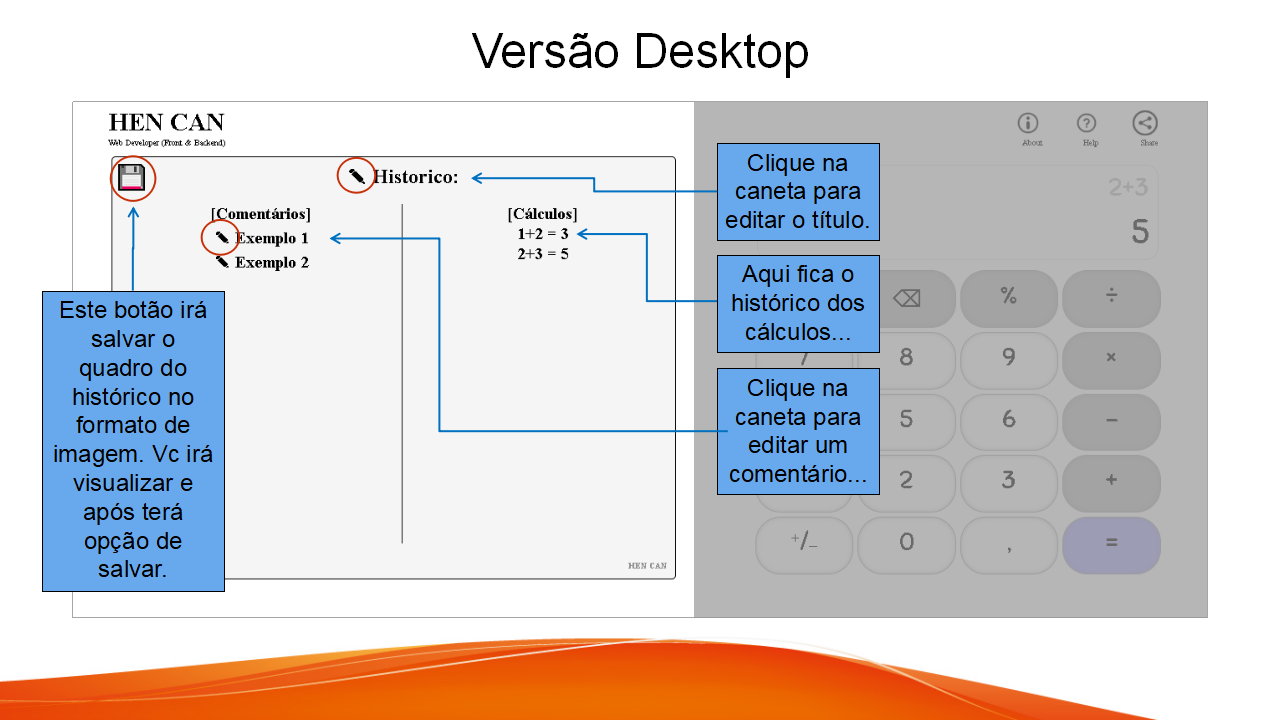 Versão Desktop
HEN CAN
Web Developer (Front & Backend)
About
Help
Share
Historico:
[Comentários]
Exemplo 1
Exemplo 2
[Cálculos]
1+2 = 3
2+3 = 5
HEN CAN
Clique na
caneta para
editar o título.
Aqui fica o
histórico dos
cálculos...
Clique na
caneta para
editar um
comentário...
Este botão irá
salvar o
quadro do
histórico no
formato de
imagem. Vc irá
visualizar e
após terá
opção de
salvar.
2+3
5
% ÷
7 8 9 ×
5 6 −
2 3 +
+/− 0 , =